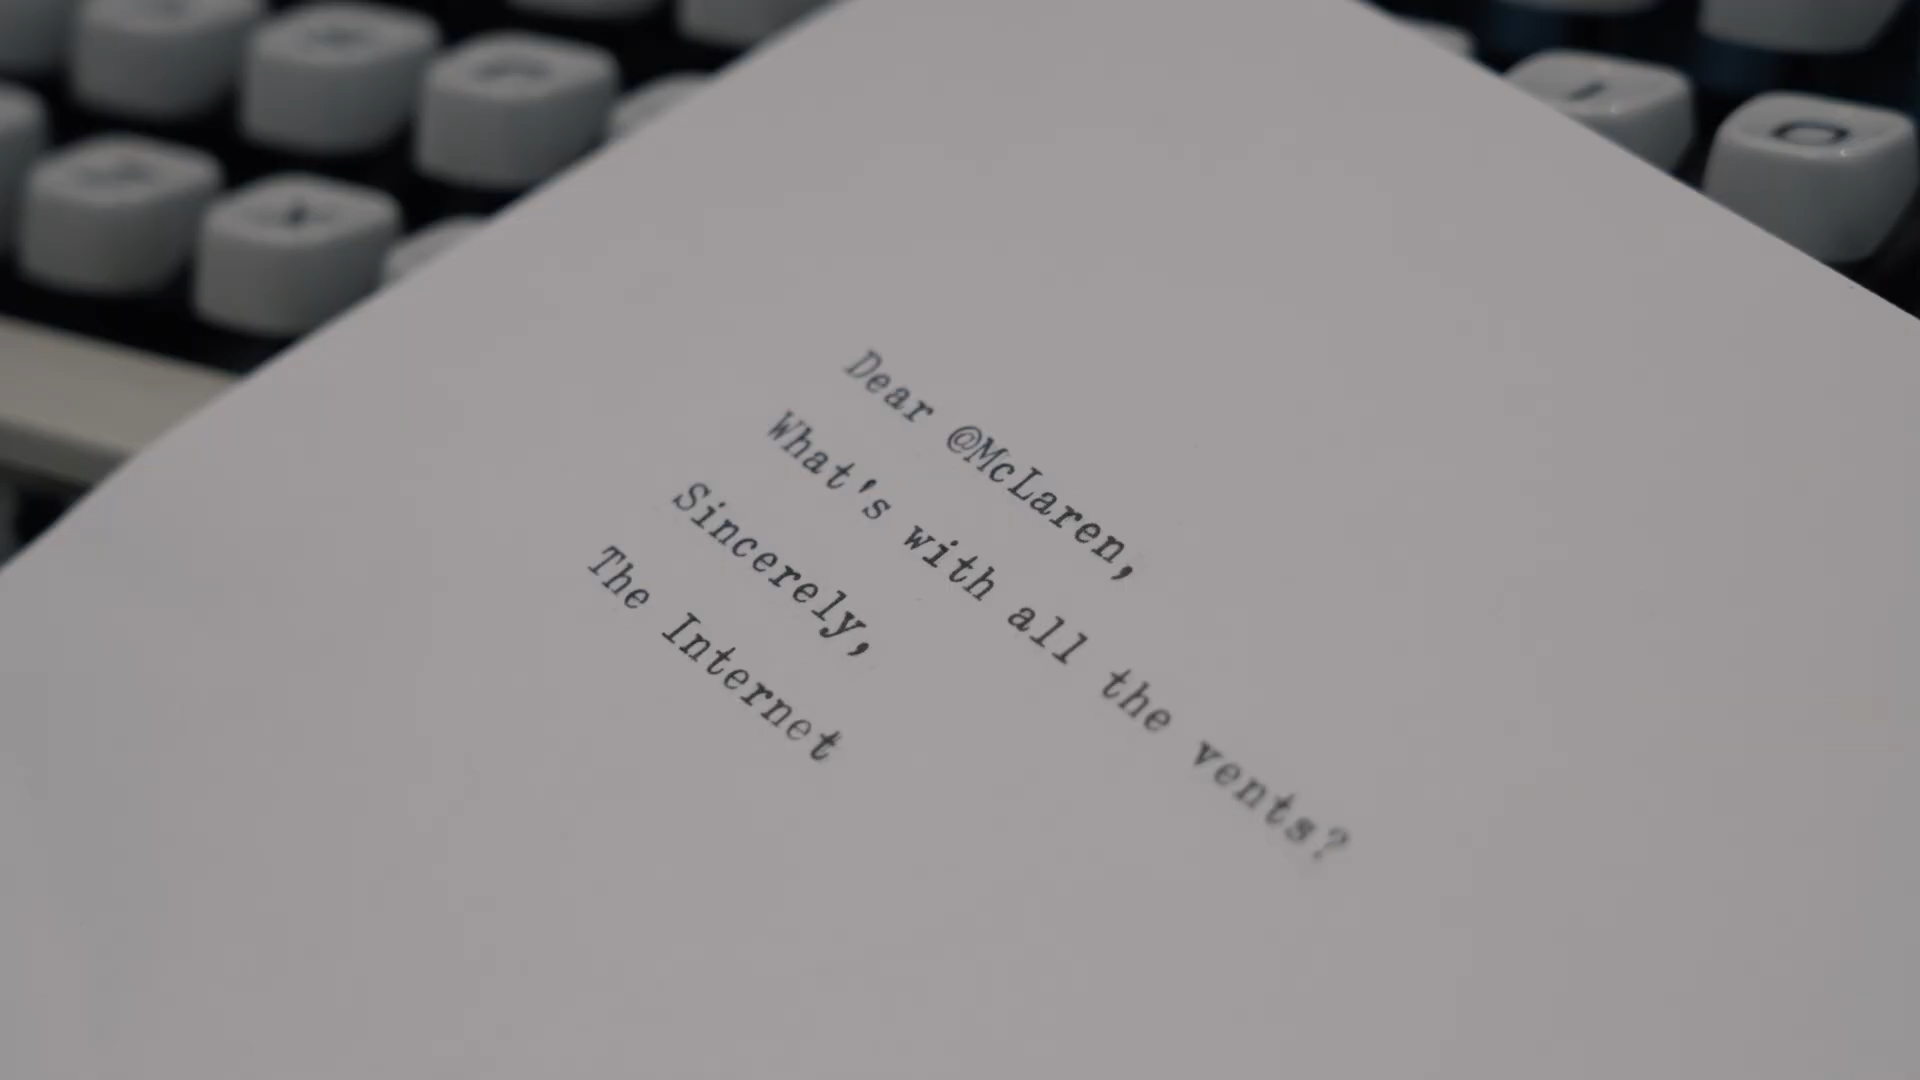 Dear @McLaren,
What's with all the vents?
Sincerely,
The Internet